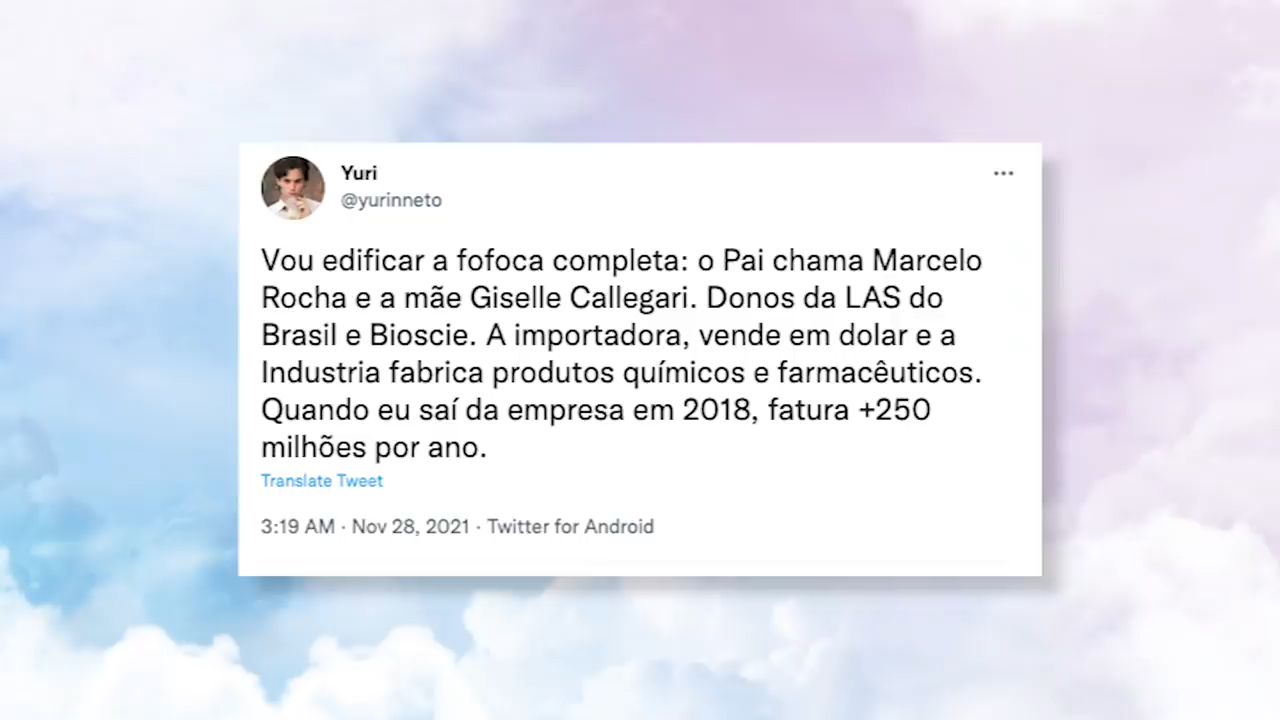 Yuri
@yurinneto
Vou edificar a fofoca completa: o Pai chama Marcelo
Rocha e a mãe Giselle Callegari. Donos da LAS do
Brasil e Bioscie. A importadora, vende em dolar e a
Industria fabrica produtos químicos e farmacêuticos.
Quando eu saí da empresa em 2018, fatura +250
milhões por ano.
Translate Tweet
3:19 AM · Nov 28, 2021 · Twitter for Android